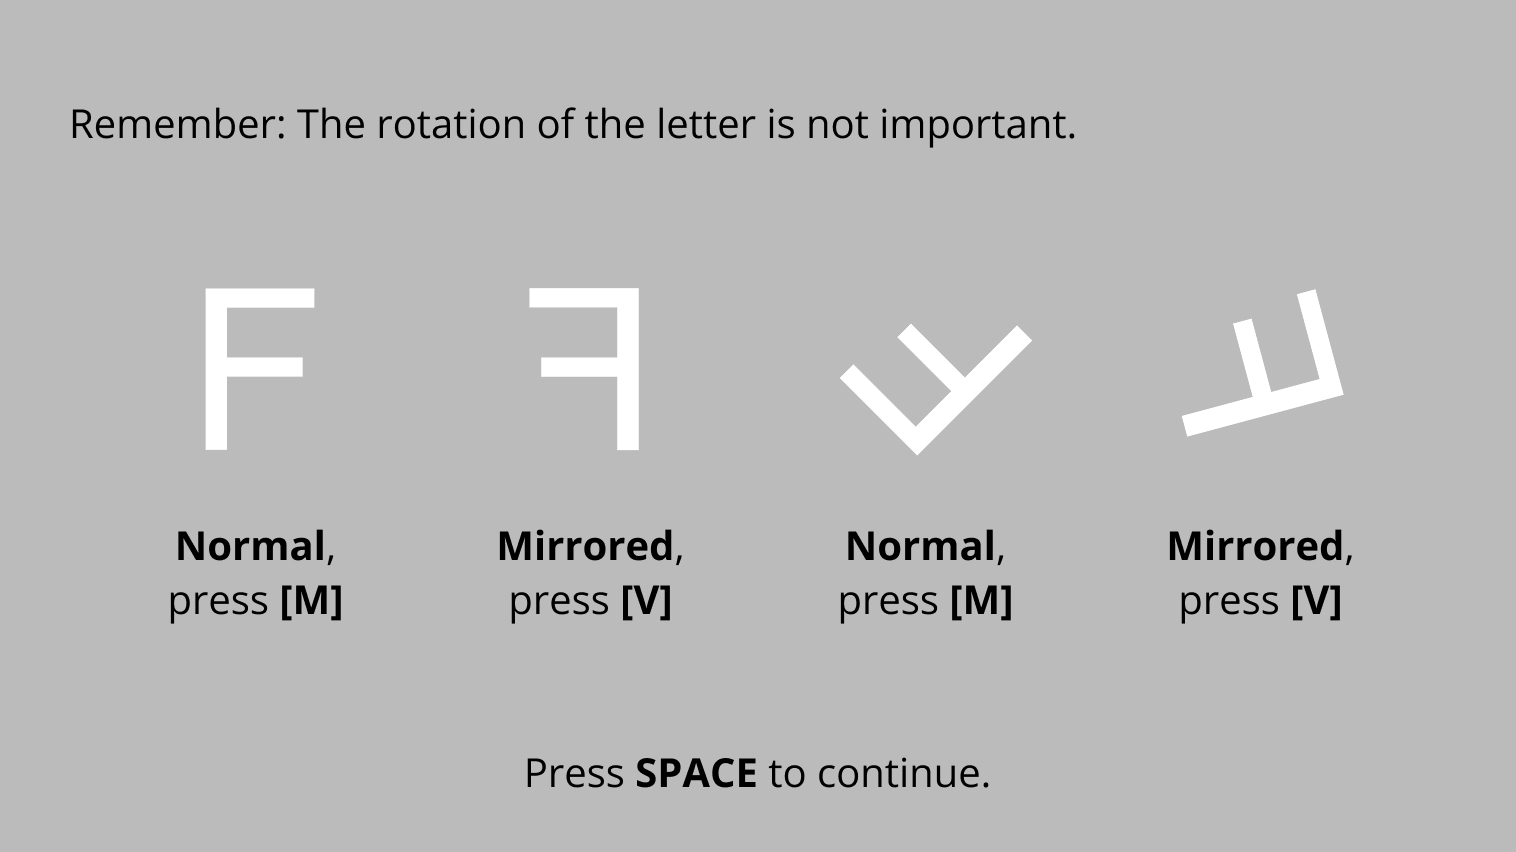 Remember: The rotation of the letter is not important.
F
F
F
F
Normal,
press [M]
Mirrored,
press [V]
Normal,
press [M]
Mirrored,
press [V]
Press SPACE to continue.